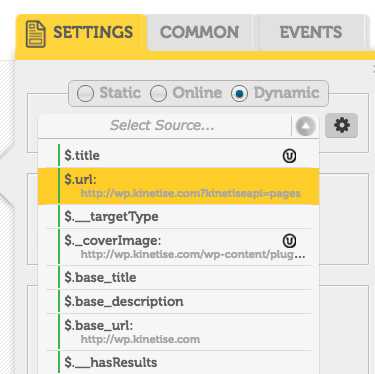 SETTINGS
COMMON
EVENTS
Static
Online
Dynamic
Select Source...
$.title
$.url:
http://wp.kinetise.com?kinetiseapi=pages
$.__targetType
$._coverImage:
http://wp.kinetise.com/wp-content/plug...
$.base_title
$.base_description
$.base_url:
http://wp.kinetise.com
$.__hasResults